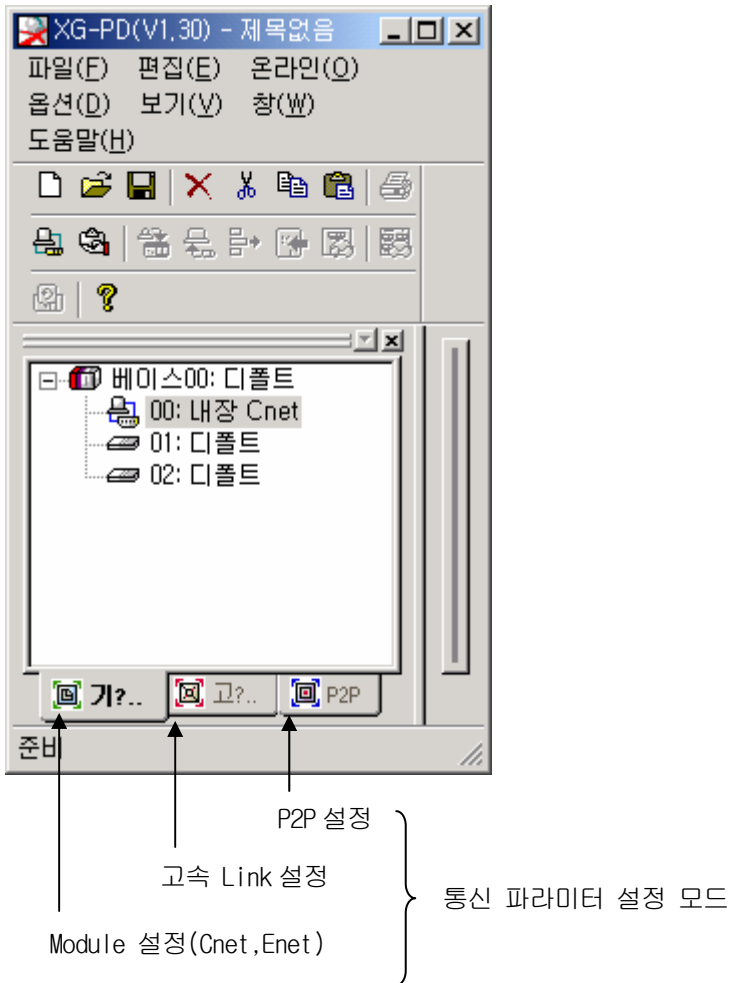 XG-PD(V1,30) - 제목없음
파일(F) 편집(E) 온라인(O)
옵션(D) 보기(V) 창(W)
도움말(H)
베이스00: 디폴트
00: 내장 Cnet
01: 디폴트
02: 디폴트
기?.. 고?.. P2P
준비
P2P 설정
고속 Link 설정
통신 파라미터 설정 모드
Module 설정(Cnet,Enet)